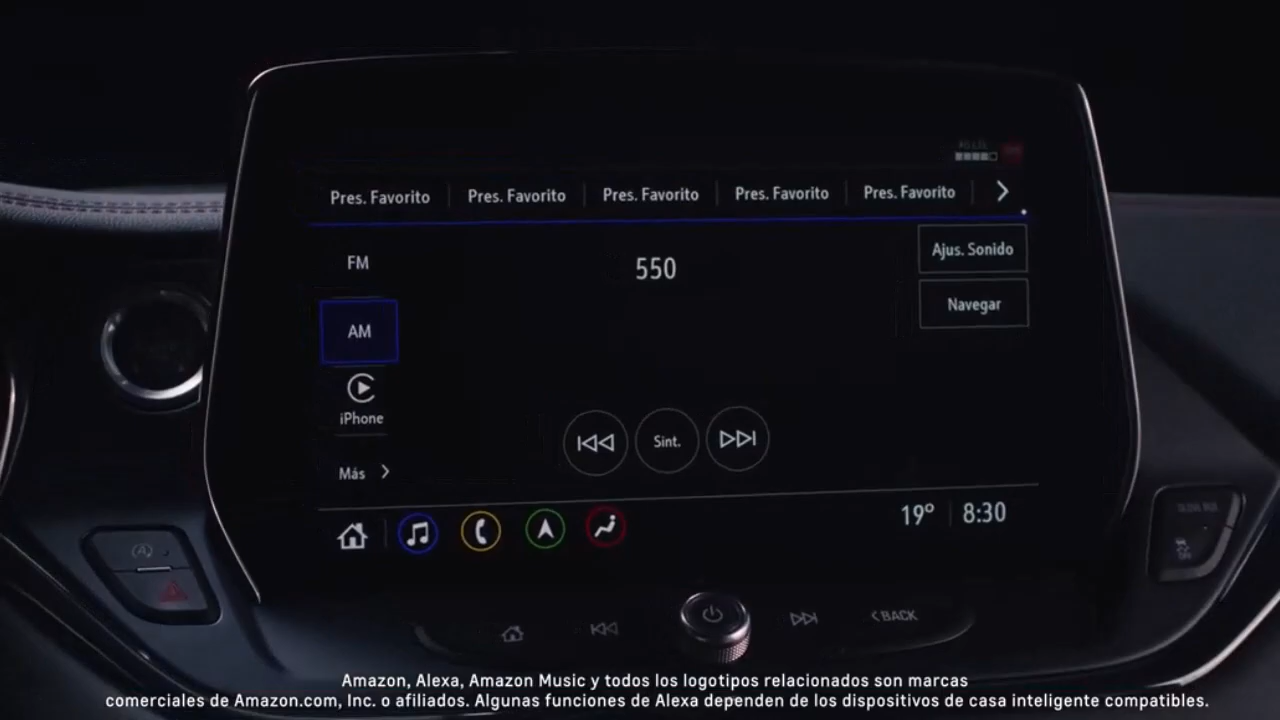 Pres. Favorito
Pres. Favorito
Pres. Favorito
Pres. Favorito
Pres. Favorito
FM
550
Ajus. Sonido
AM
Navegar
iPhone
Sint.
Más
19° 8:30
BACK
Amazon, Alexa, Amazon Music y todos los logotipos relacionados son marcas
comerciales de Amazon.com, Inc. o afiliados. Algunas funciones de Alexa dependen de los dispositivos de casa inteligente compatibles.